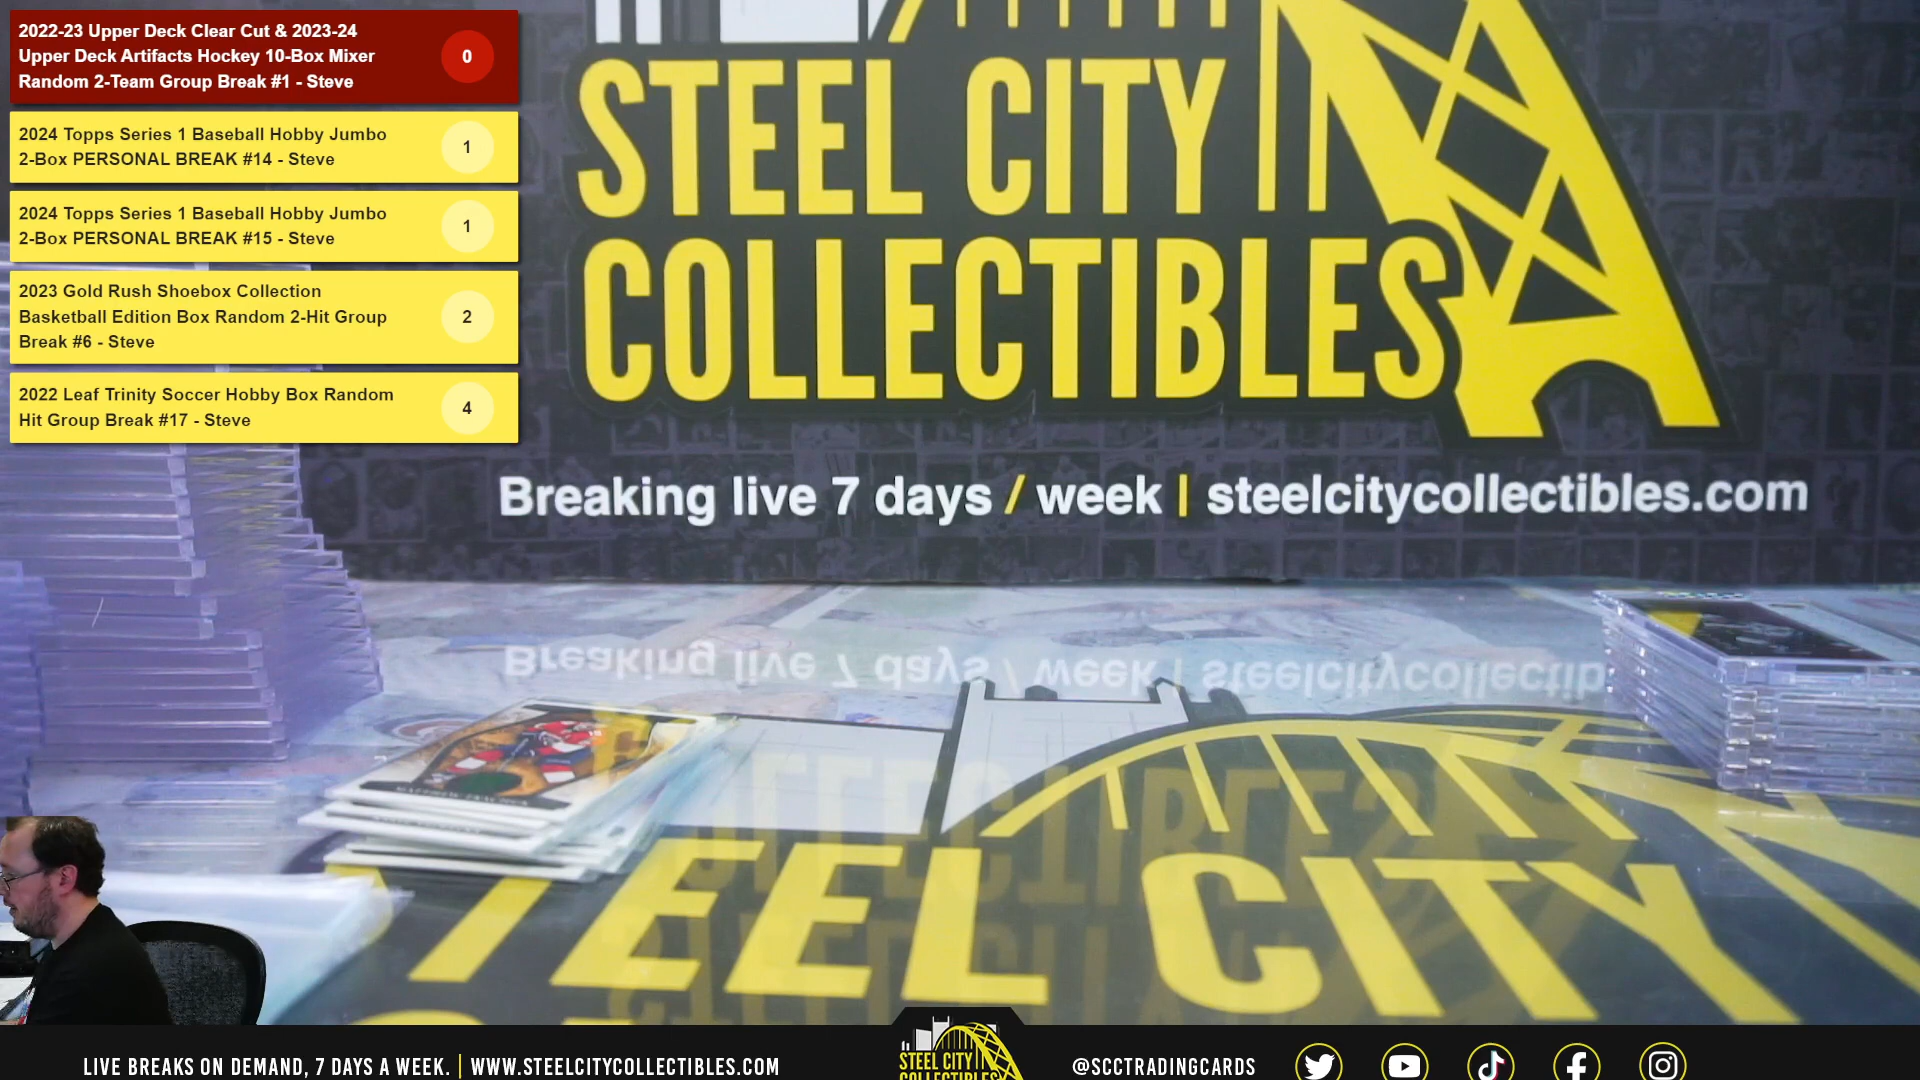 2022-23 Upper Deck Clear Cut & 2023-24
Upper Deck Artifacts Hockey 10-Box Mixer
Random 2-Team Group Break #1 - Steve
0
2024 Topps Series 1 Baseball Hobby Jumbo
2-Box PERSONAL BREAK #14 - Steve
1
2024 Topps Series 1 Baseball Hobby Jumbo
2-Box PERSONAL BREAK #15 - Steve
1
2023 Gold Rush Shoebox Collection
Basketball Edition Box Random 2-Hit Group
Break #6 - Steve
2
2022 Leaf Trinity Soccer Hobby Box Random
Hit Group Break #17 - Steve
4
STEEL CITY
COLLECTIBLES
Breaking live 7 days / week | steelcitycollectibles.com
STEEL CITY
LIVE BREAKS ON DEMAND, 7 DAYS A WEEK. | WWW.STEELCITYCOLLECTIBLES.COM
STEEL CITY
COLLECTIBLES
@SCCTRADINGCARDS